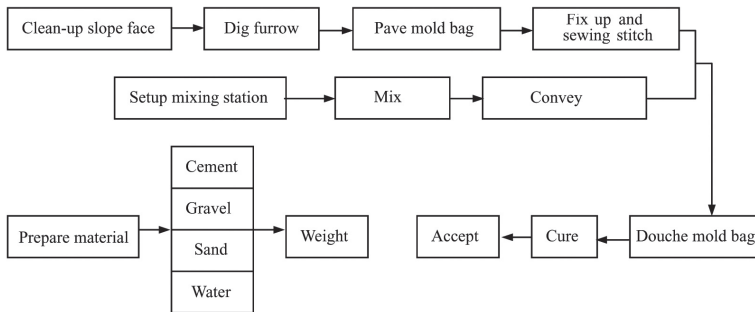 Clean-up slope face
Dig furrow
Pave mold bag
Fix up and
sewing stitch
Setup mixing station
Mix
Convey
Cement
Gravel
Prepare material
Sand
Water
Weight
Accept
Cure
Douche mold bag